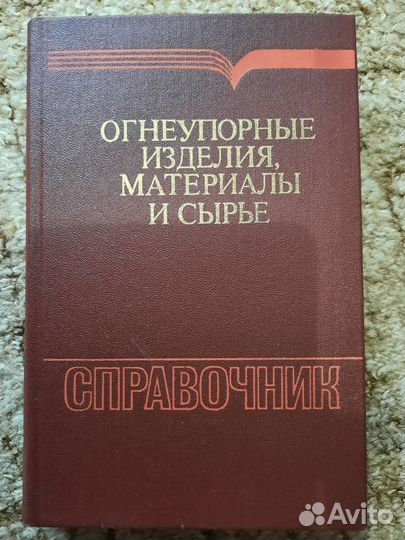 ОГНЕУПОРНЫЕ
ИЗДЕЛИЯ,
МАТЕРИАЛЫ
И СЫРЬЕ
СПРАВОЧНИК
Avito